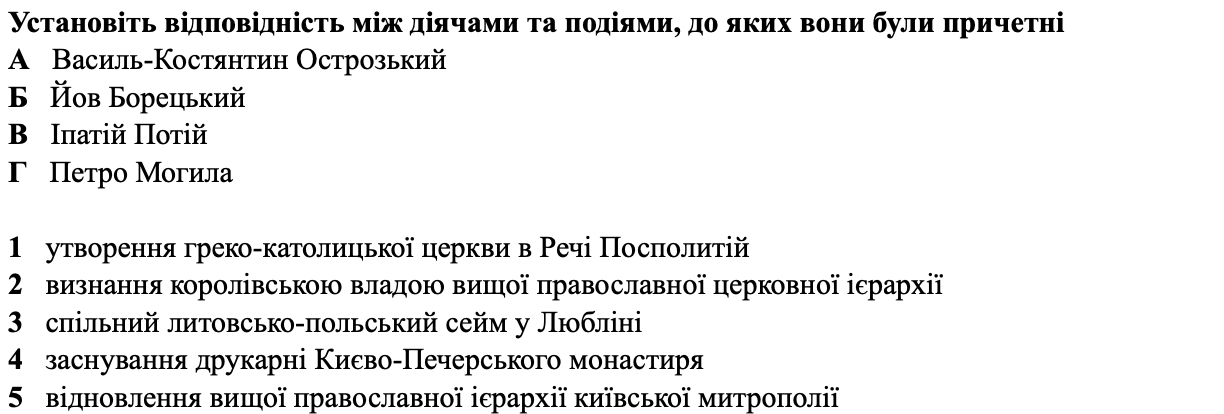 Установіть відповідність між діячами та подіями, до яких вони були причетні
А Василь-Костянтин Острозький
Б Йов Борецький
В Іпатій Потій
Г Петро Могила
1 утворення греко-католицької церкви в Речі Посполитій
2 визнання королівською владою вищої православної церковної ієрархії
3 спільний литовсько-польський сейм у Любліні
4 заснування друкарні Києво-Печерського монастиря
5 відновлення вищої православної ієрархії київської митрополії